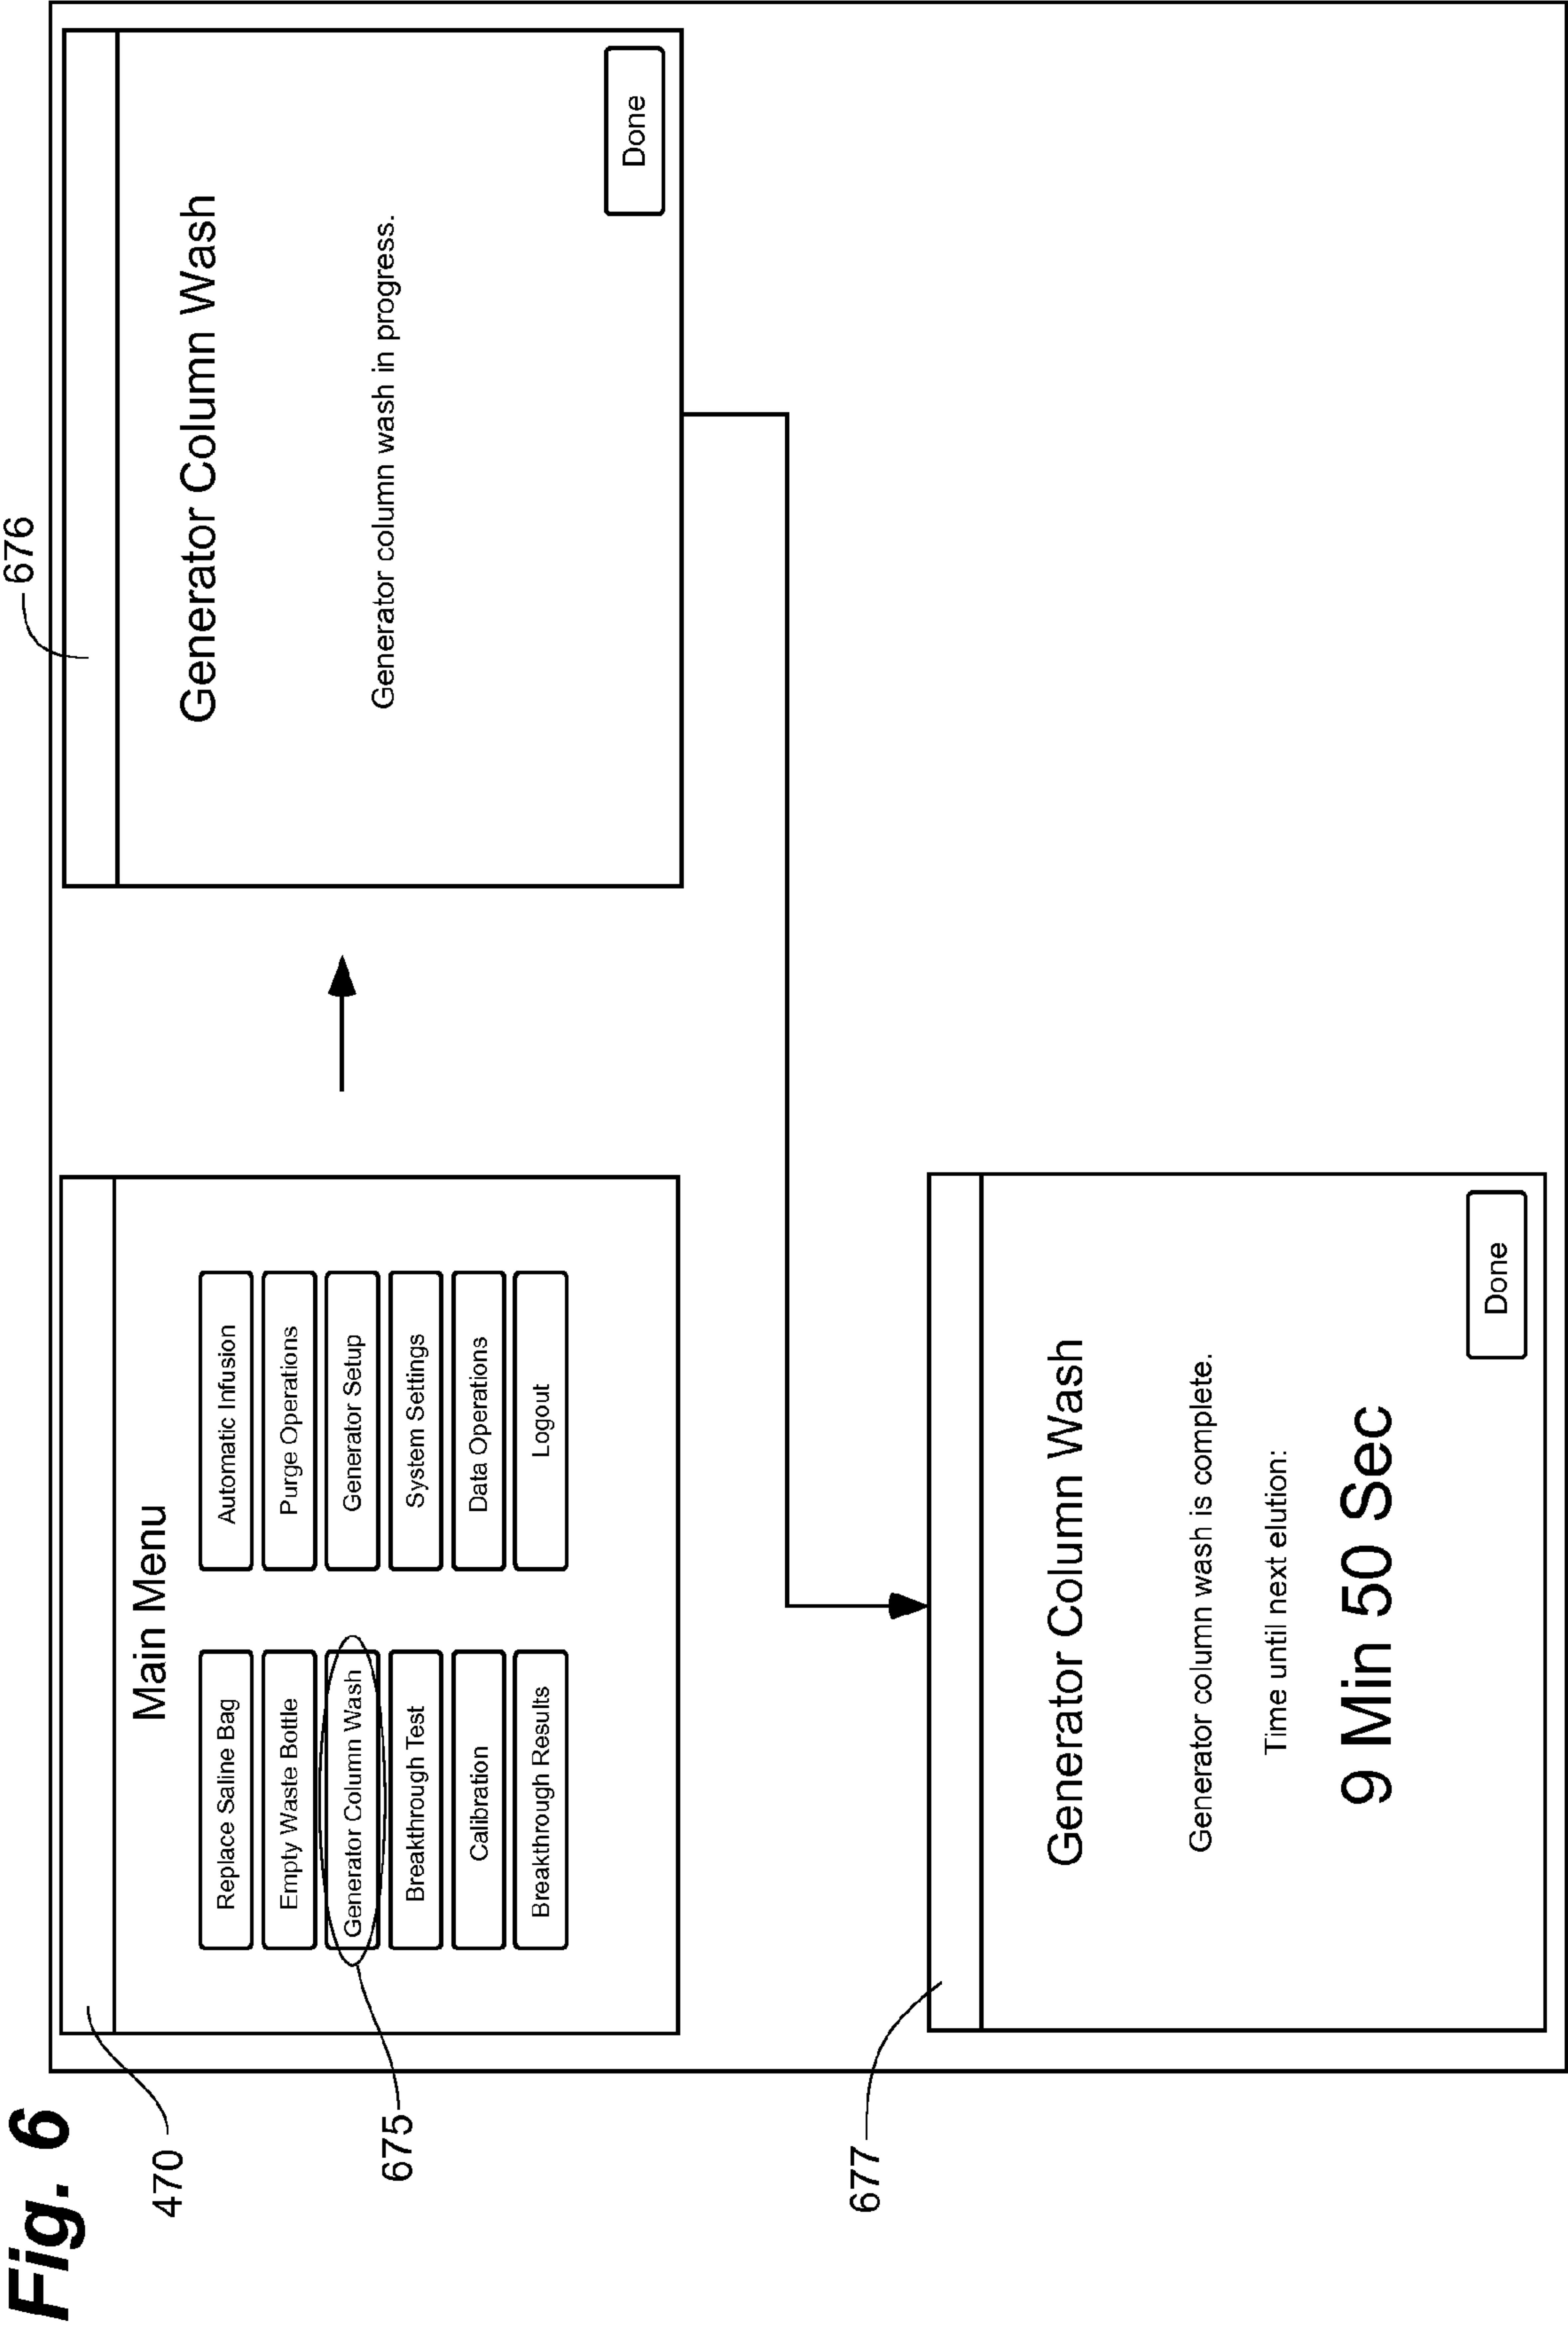 Fig. 6
470
Main Menu
Replace Saline Bag
Automatic Infusion
Empty Waste Bottle
Purge Operations
Generator Column Wash
Generator Setup
Breakthrough Test
System Settings
Calibration
Data Operations
Breakthrough Results
Logout
675
676
Generator Column Wash
Generator column wash in progress.
Done
677
Generator Column Wash
Generator column wash is complete.
Time until next elution:
9 Min 50 Sec
Done